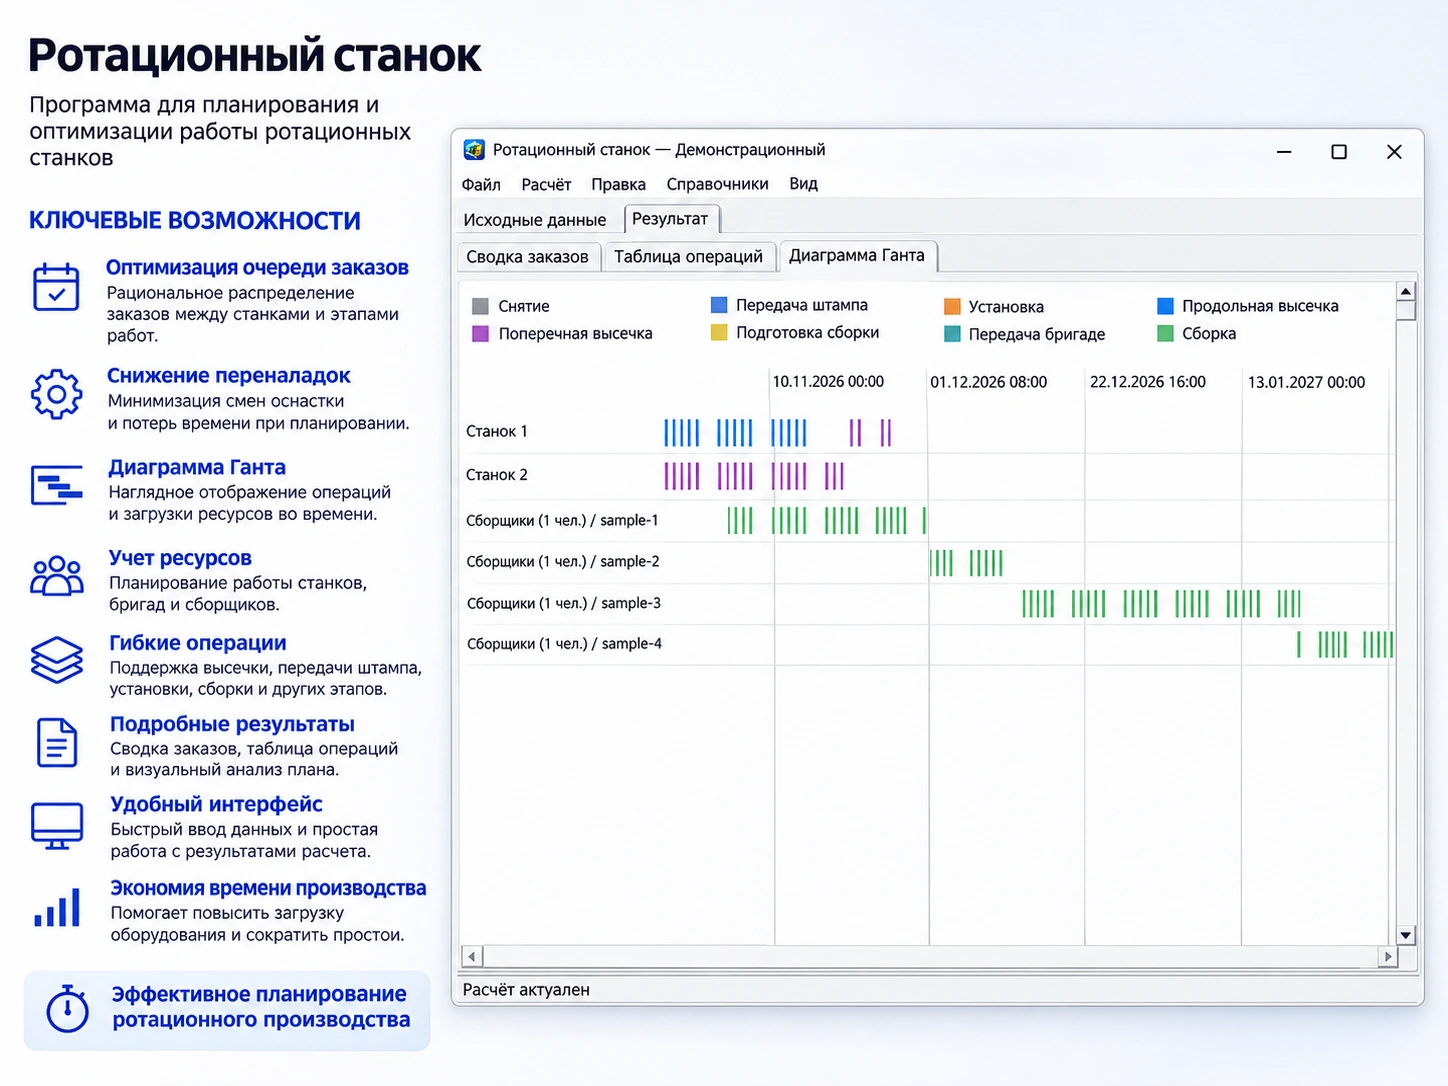 Ротационный станок
Программа для планирования и
оптимизации работы ротационных
станков
КЛЮЧЕВЫЕ ВОЗМОЖНОСТИ
Оптимизация очереди заказов
Рациональное распределение
заказов между станками и этапами
работ.
Снижение переналадок
Минимизация смен оснастки
и потерь времени при планировании.
Диаграмма Ганта
Наглядное отображение операций
и загрузки ресурсов во времени.
Учет ресурсов
Планирование работы станков,
бригад и сборщиков.
Гибкие операции
Поддержка высечки, передачи штампа,
установки, сборки и других этапов.
Подробные результаты
Сводка заказов, таблица операций
и визуальный анализ плана.
Удобный интерфейс
Быстрый ввод данных и простая
работа с результатами расчета.
Экономия времени производства
Помогает повысить загрузку
оборудования и сократить простои.
Эффективное планирование
ротационного производства
Ротационный станок — Демонстрационный
Файл Расчёт Правка Справочники Вид
Исходные данные Результат
Сводка заказов Таблица операций Диаграмма Ганта
Снятие Передача штампа Установка Продольная высечка
Поперечная высечка Подготовка сборки Передача бригаде Сборка
10.11.2026 00:00 01.12.2026 08:00 22.12.2026 16:00 13.01.2027 00:00
Станок 1
Станок 2
Сборщики (1 чел.) / sample-1
Сборщики (1 чел.) / sample-2
Сборщики (1 чел.) / sample-3
Сборщики (1 чел.) / sample-4
Расчёт актуален